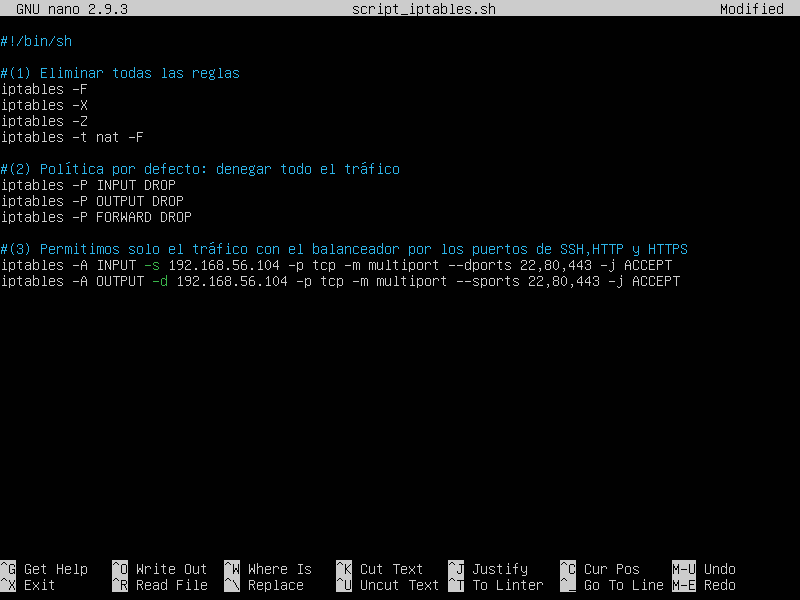 GNU nano 2.9.3 script_iptables.sh Modified
#!/bin/sh
#(1) Eliminar todas las reglas
iptables -F
iptables -X
iptables -Z
iptables -t nat -F
#(2) Política por defecto: denegar todo el tráfico
iptables -P INPUT DROP
iptables -P OUTPUT DROP
iptables -P FORWARD DROP
#(3) Permitimos solo el tráfico con el balanceador por los puertos de SSH,HTTP y HTTPS
iptables -A INPUT -s 192.168.56.104 -p tcp -m multiport --dports 22,80,443 -j ACCEPT
iptables -A OUTPUT -d 192.168.56.104 -p tcp -m multiport --sports 22,80,443 -j ACCEPT
^G Get Help ^O Write Out ^W Where Is ^K Cut Text ^J Justify ^C Cur Pos M-U Undo
^X Exit ^R Read File ^\ Replace ^U Uncut Text ^T To Linter ^_ Go To Line M-E Redo